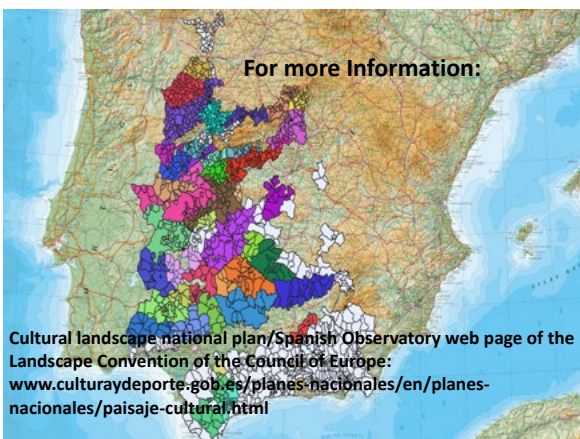 For more Information:
Cultural landscape national plan/Spanish Observatory web page of the
Landscape Convention of the Council of Europe:
www.culturaydeporte.gob.es/planes-nacionales/en/planes-
nacionales/paisaje-cultural.html